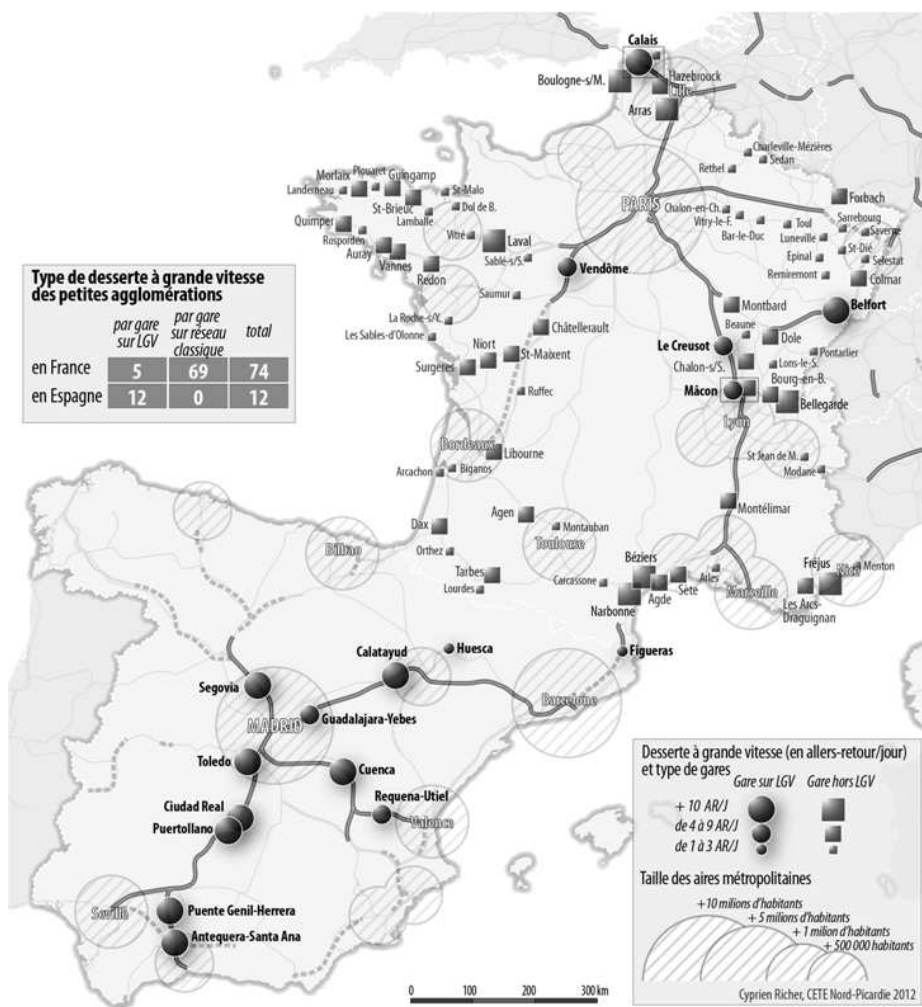 Calais
Boulogne-s/M.
Hazebrouck
Lille
Arras
Charleville-Mézières
Sedan
Rethel
Plouaret
Morlaix
Guingamp
Landerneau
St-Malo
St-Brieuc
Dol de B.
Lamballe
Quimper
Rosporden
Vitré
Laval
Auray
Vannes
Sablé-s/S.
Redon
PARIS
Chalon-en-Ch.
Vitry-le-F.
Bar-le-Duc
Toul
Forbach
Sarrebourg
Saverne
Luneville
St-Dié
Epinal
Selestat
Remiremont
Colmar
Vendôme
Saumur
Belfort
Montbard
Beaune
Dole
Le Creusot
Chalon-s/S.
Pontarlier
Lons-le-S.
Bourg-en-B.
Mâcon
Bellegarde
Lyon
La Roche-s/Y.
Les Sables-d'Olonne
Châtellerault
Niort
St-Maixent
Surgères
Ruffec
Bordeaux
Libourne
Arcachon
Biganos
St Jean de M.
Modane
Montélimar
Agen
Montauban
Dax
Toulouse
Orthez
Tarbes
Lourdes
Carcassone
Béziers
Narbonne
Agde
Sète
Arles
Marseille
Fréjus
Nice
Menton
Les Arcs-
Draguignan
Type de desserte à grande vitesse
des petites agglomérations
par gare
sur LGV
par gare
sur réseau
classique
total
en France 5 69 74
en Espagne 12 0 12
Bilbao
Huesca
Figueras
Calatayud
Segovia
Barcelone
MADRID
Guadalajara-Yebes
Toledo
Cuenca
Ciudad Real
Requena-Utiel
Puertollano
Valence
Seville
Puente Genil-Herrera
Antequera-Santa Ana
Desserte à grande vitesse (en allers-retour/jour)
et type de gares
Gare sur LGV Gare hors LGV
+ 10 AR/J
de 4 à 9 AR/J
de 1 à 3 AR/J
Taille des aires métropolitaines
+10 milions d'habitants
+ 5 milions d'habitants
+ 1 milion d'habitants
+ 500 000 habitants
Cyprien Richer, CETE Nord-Picardie 2012
0 100 200 300 km